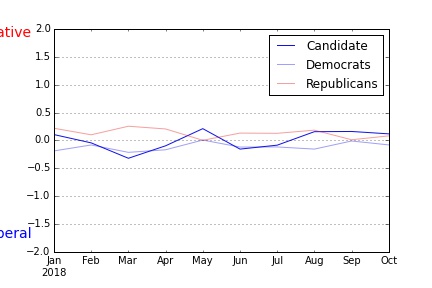 2.0
ative
Candidate
Democrats
Republicans
1.5
1.0
0.5
0.0
−0.5
−1.0
−1.5
beral
−2.0
Jan Feb Mar Apr May Jun Jul Aug Sep Oct
2018